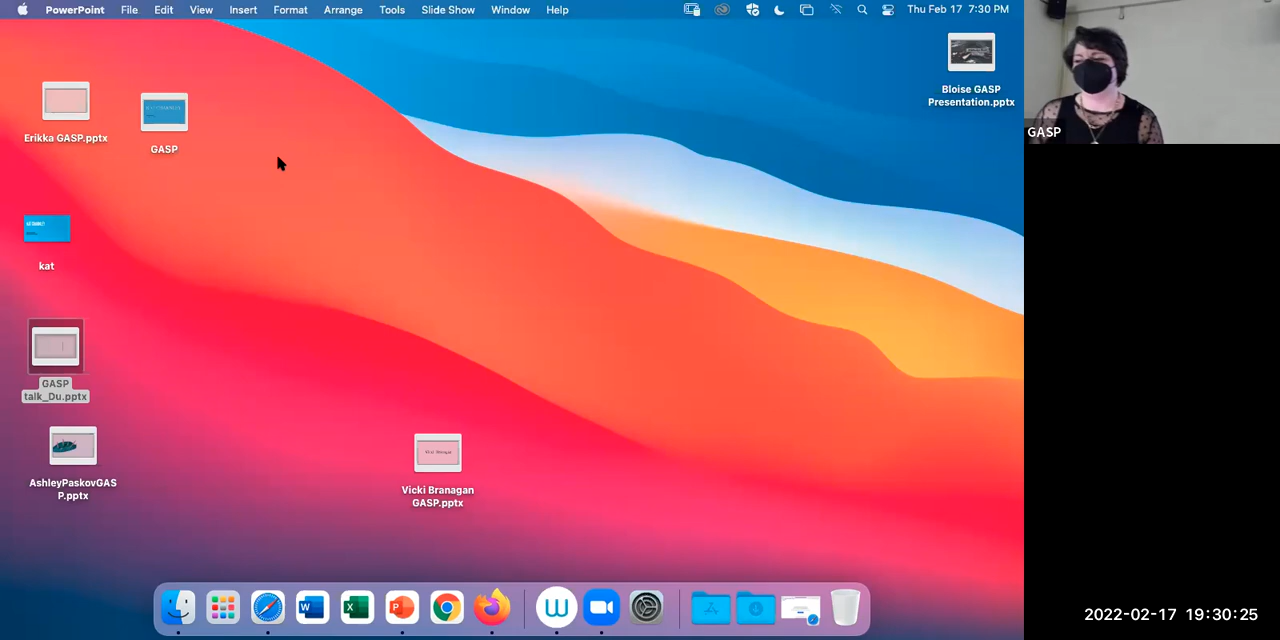 PowerPoint File Edit View Insert Format Arrange Tools Slide Show Window Help Thu Feb 17 7:30 PM
Bloise GASP
Presentation.pptx
Erikka GASP.pptx
GASP
GASP
kat
GASP
talk_Du.pptx
AshleyPaskovGAS
P.pptx
Vicki Branagan
Vicki Branagan
GASP.pptx
2022-02-17 19:30:25